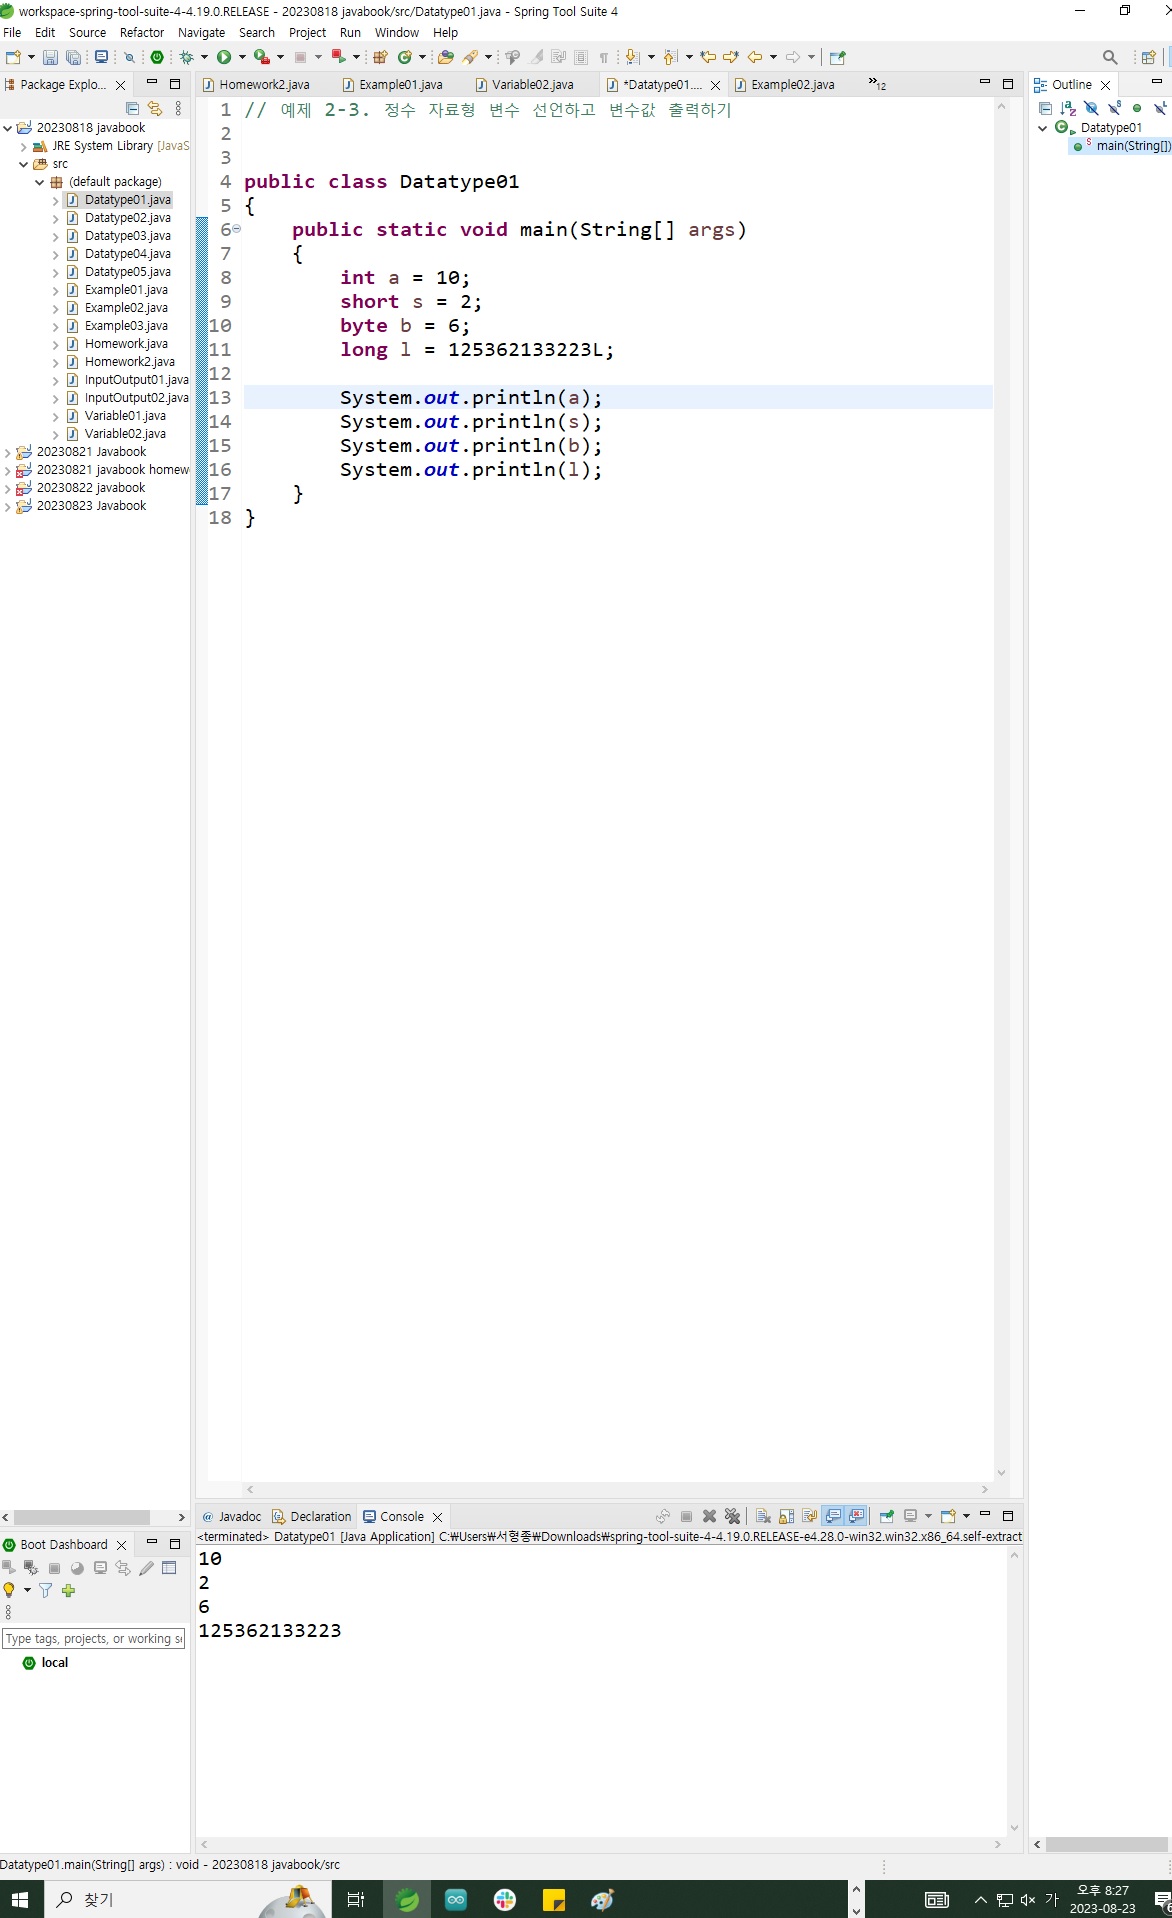 workspace-spring-tool-suite-4-4.19.0.RELEASE - 20230818 javabook/src/Datatype01.java - Spring Tool Suite 4
File Edit Source Refactor Navigate Search Project Run Window Help
Package Explo...
20230818 javabook
JRE System Library [JavaS
src
(default package)
Datatype01.java
Datatype02.java
Datatype03.java
Datatype04.java
Datatype05.java
Example01.java
Example02.java
Example03.java
Homework.java
Homework2.java
InputOutput01.java
InputOutput02.java
Variable01.java
Variable02.java
20230821 Javabook
20230821 javabook homew
20230822 javabook
20230823 Javabook
Homework2.java Example01.java Variable02.java *Datatype01.... Example02.java »12
1 // 예제 2-3. 정수 자료형 변수 선언하고 변수값 출력하기
2
3
4 public class Datatype01
5 {
6 public static void main(String[] args)
7 {
8 int a = 10;
9 short s = 2;
10 byte b = 6;
11 long l = 125362133223L;
12
13 System.out.println(a);
14 System.out.println(s);
15 System.out.println(b);
16 System.out.println(l);
17 }
18 }
Outline
Datatype01
main(String[])
Boot Dashboard
Type tags, projects, or working s
local
@ Javadoc Declaration Console
<terminated> Datatype01 [Java Application] C:₩Users₩서형종₩Downloads₩spring-tool-suite-4-4.19.0.RELEASE-e4.28.0-win32.win32.x86_64.self-extract
10
2
6
125362133223
Datatype01.main(String[] args) : void - 20230818 javabook/src
찾기
가
오후 8:27
2023-08-23